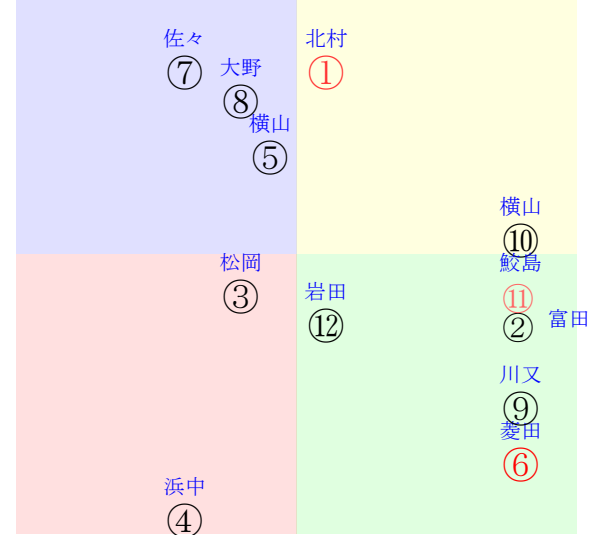 佐々
⑦
大野
⑧
横山
⑤
北村
①
横山
⑩
松岡
③
浜中
④
岩田
⑫
鮫島
⑪
②
富田
川又
⑨
菱田
⑥